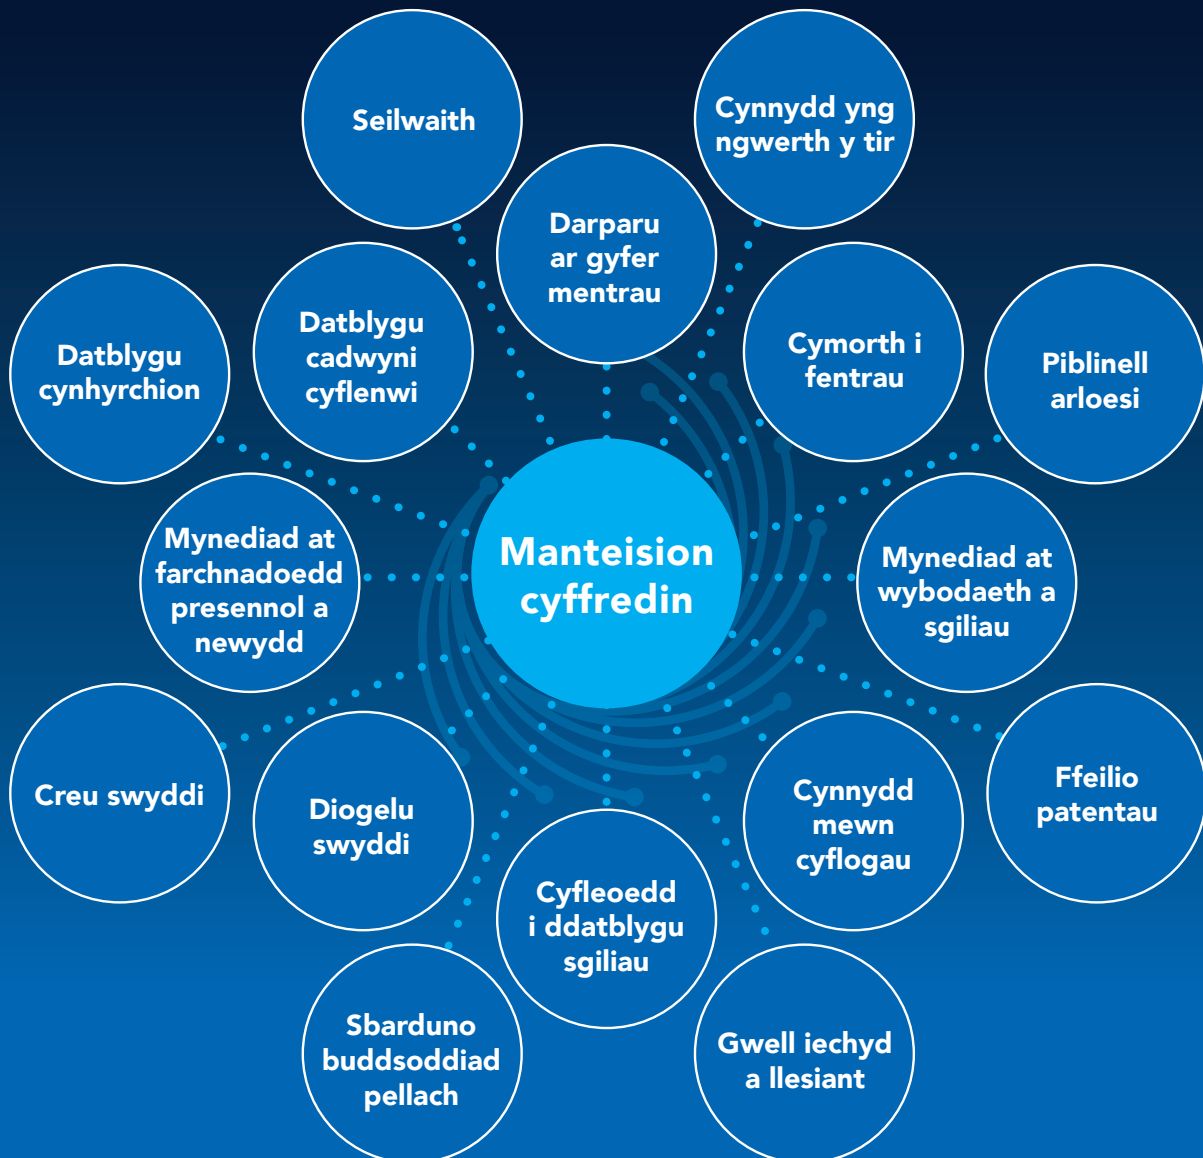 Seilwaith
Cynnydd yng
ngwerth y tir
Darparu
ar gyfer
mentrau
Datblygu
cynhyrchion
Datblygu
cadwyni
cyflenwi
Cymorth i
fentrau
Piblinell
arloesi
Mynediad at
farchnadoedd
presennol a
newydd
Manteision
cyffredin
Mynediad at
wybodaeth a
sgiliau
Creu swyddi
Diogelu
swyddi
Cyfleoedd
i ddatblygu
sgiliau
Cynnydd
mewn
cyflogau
Ffeilio
patentau
Sbarduno
buddsoddiad
pellach
Gwell iechyd
a llesiant